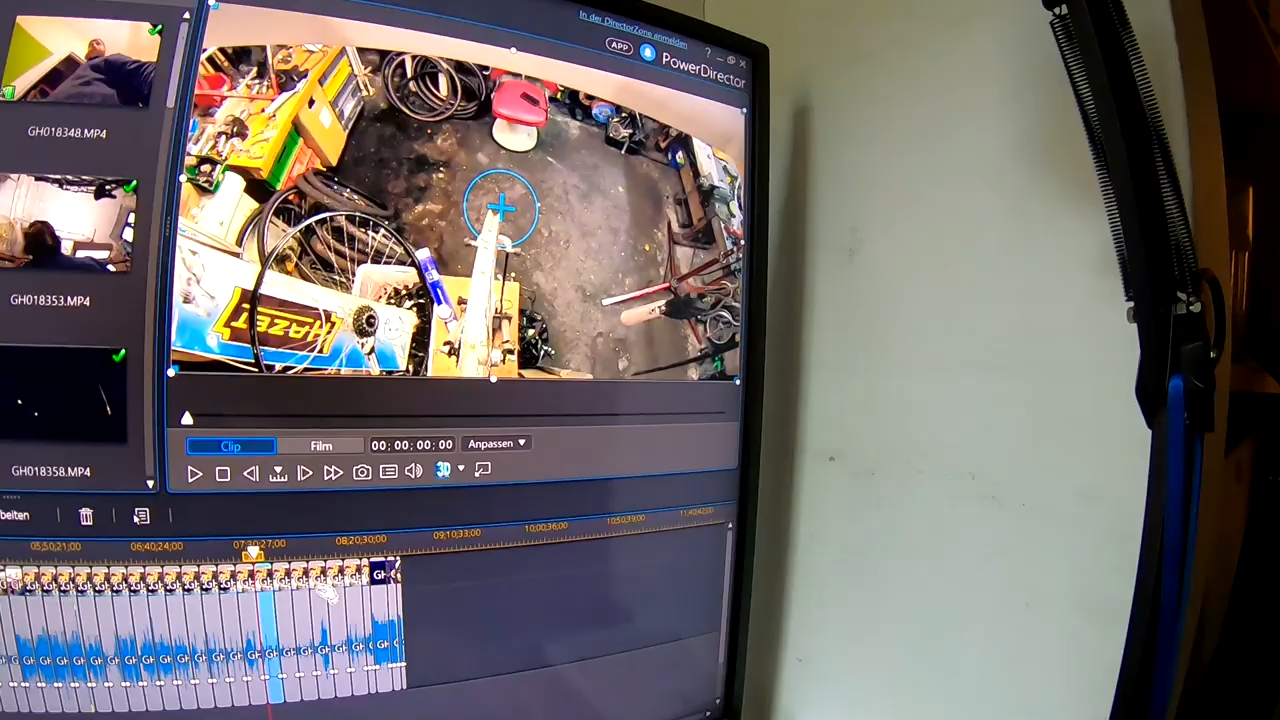 In der DirectorZone anmelden
APP
?
PowerDirector
GH018348.MP4
GH018353.MP4
GH018358.MP4
HAZET
Clip
Film
00;00;00;00
Anpassen
3D
beiten
05;50;21;00
06;40;24;00
07;30;27;00
08;20;30;00
09;10;33;00
10;00;36;00
10;50;39;00
11;40;42;00